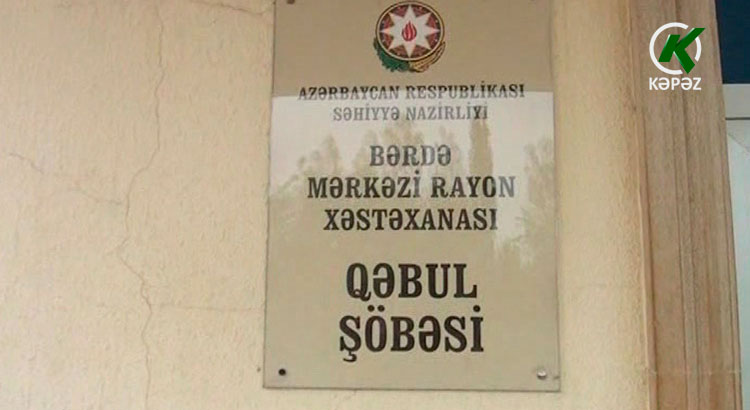 AZƏRBAYCAN RESPUBLİKASI
SƏHİYYƏ NAZİRLİYİ
BƏRDƏ
MƏRKƏZİ RAYON
XƏSTƏXANASI
QƏBUL
ŞÖBƏSİ
K
KƏPƏZ